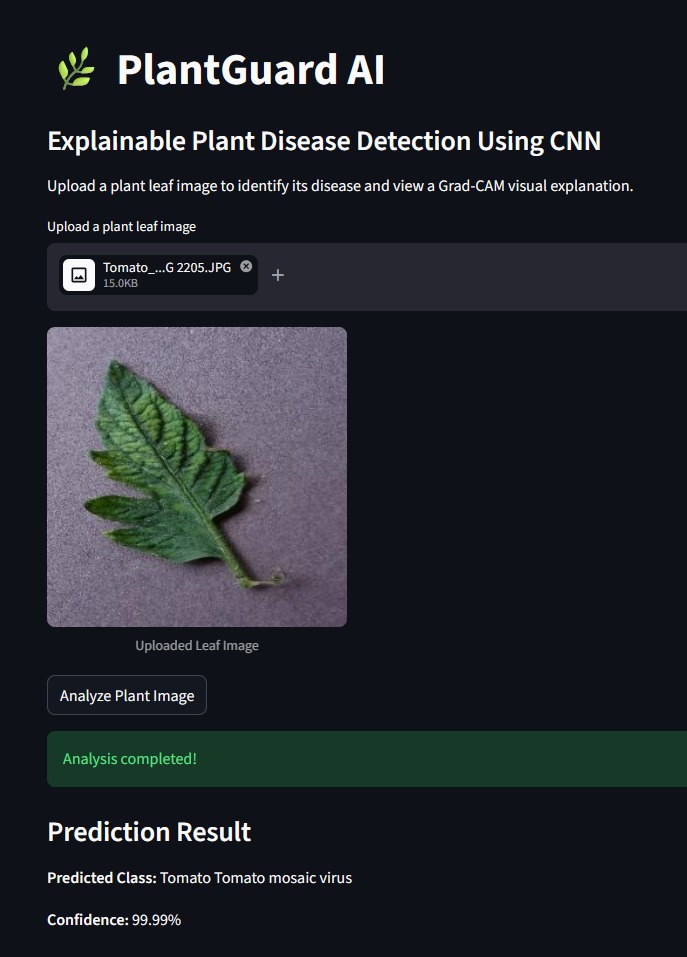 PlantGuard AI
Explainable Plant Disease Detection Using CNN
Upload a plant leaf image to identify its disease and view a Grad-CAM visual explanation.
Upload a plant leaf image
Tomato_...G 2205.JPG
15.0KB
Uploaded Leaf Image
Analyze Plant Image
Analysis completed!
Prediction Result
Predicted Class: Tomato Tomato mosaic virus
Confidence: 99.99%